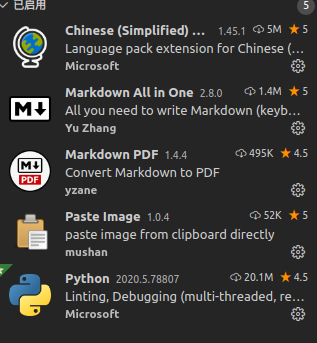 已启用 5
Chinese (Simplified) ... 1.45.1 5M ★ 5
Language pack extension for Chinese (...
Microsoft
Markdown All in One 2.8.0 1.4M ★ 5
All you need to write Markdown (keyb...
Yu Zhang
Markdown PDF 1.4.4 495K ★ 4.5
Convert Markdown to PDF
yzane
Paste Image 1.0.4 52K ★ 5
paste image from clipboard directly
mushan
Python 2020.5.78807 20.1M ★ 4.5
Linting, Debugging (multi-threaded, re...
Microsoft
M
M
PDF